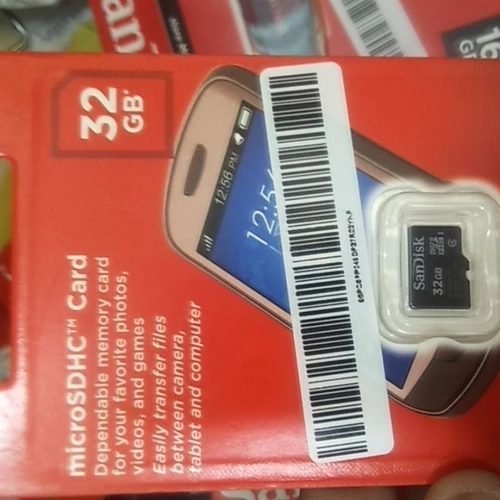 32
GB*
microSDHC™ Card
Dependable memory card
for your favorite photos,
videos, and games
Easily transfer files
between camera,
tablet and computer
12:56 PM
SanDisk
32GB